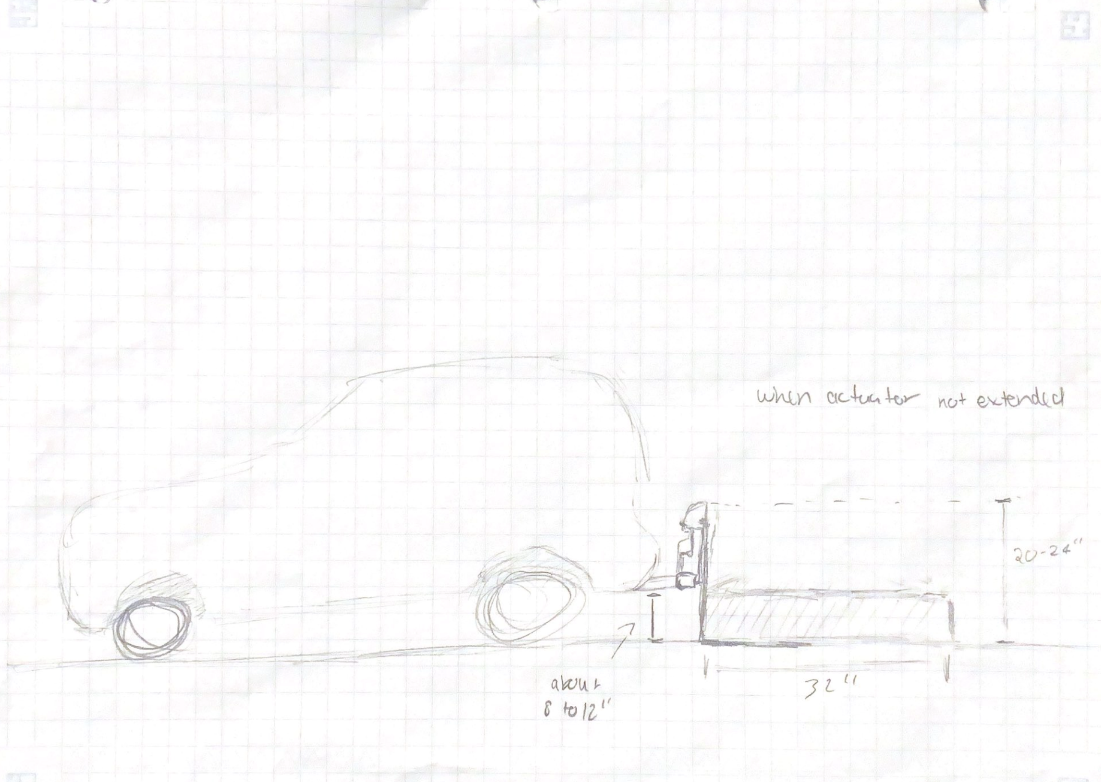 when actuator not extended
20-24"
about
8 to 12"
32"